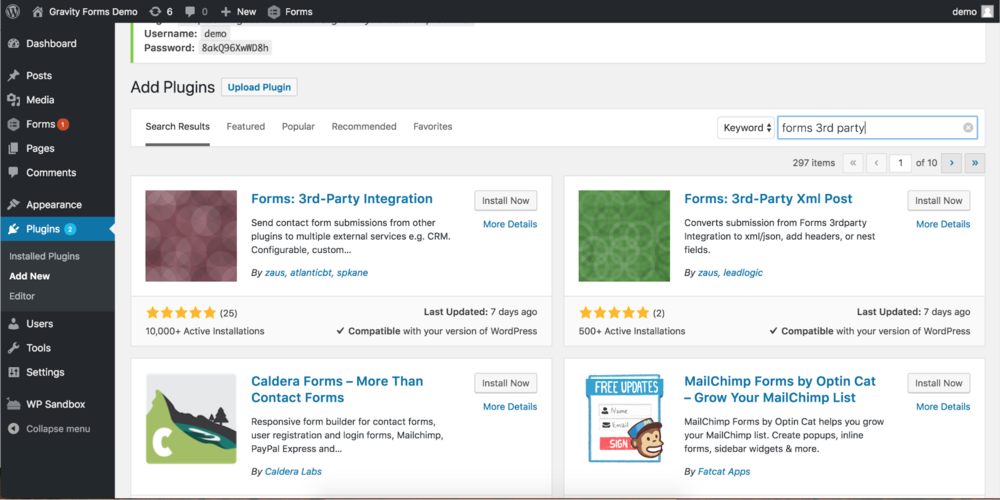 Gravity Forms Demo 6 0 New Forms demo
Username: demo
Password: 8akQ96XwWD8h
Dashboard
Posts
Media
Forms 1
Pages
Comments
Appearance
Plugins 2
Installed Plugins
Add New
Editor
Users
Tools
Settings
WP Sandbox
Collapse menu
Add Plugins Upload Plugin
Search Results Featured Popular Recommended Favorites Keyword forms 3rd party
297 items « ‹ 1 of 10 › »
Forms: 3rd-Party Integration
Install Now
More Details
Send contact form submissions from other
plugins to multiple external services e.g. CRM.
Configurable, custom…
By zaus, atlanticbt, spkane
(25)
Last Updated: 7 days ago
10,000+ Active Installations
Compatible with your version of WordPress
Forms: 3rd-Party Xml Post
Install Now
More Details
Converts submission from Forms 3rdparty
Integration to xml/json, add headers, or nest
fields.
By zaus, leadlogic
(2)
Last Updated: 7 days ago
500+ Active Installations
Compatible with your version of WordPress
C
Caldera Forms – More Than
Contact Forms
Install Now
More Details
Responsive form builder for contact forms,
user registration and login forms, Mailchimp,
PayPal Express and…
By Caldera Labs
FREE UPDATES
Name
Email
SIGN
MailChimp Forms by Optin Cat
– Grow Your MailChimp List
Install Now
More Details
MailChimp Forms by Optin Cat helps you grow
your MailChimp list. Create popups, inline
forms, sidebar widgets & more.
By Fatcat Apps